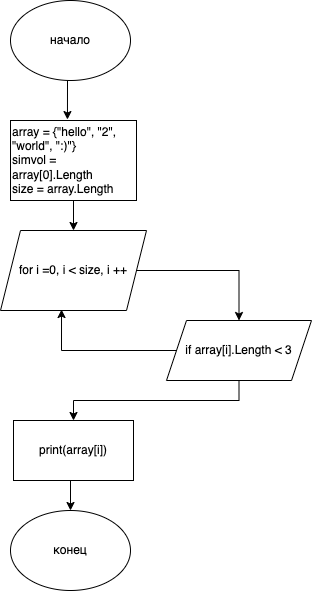 начало
array = {"hello", "2",
"world", ":)"}
simvol =
array[0].Length
size = array.Length
for i =0, i < size, i ++
if array[i].Length < 3
print(array[i])
конец